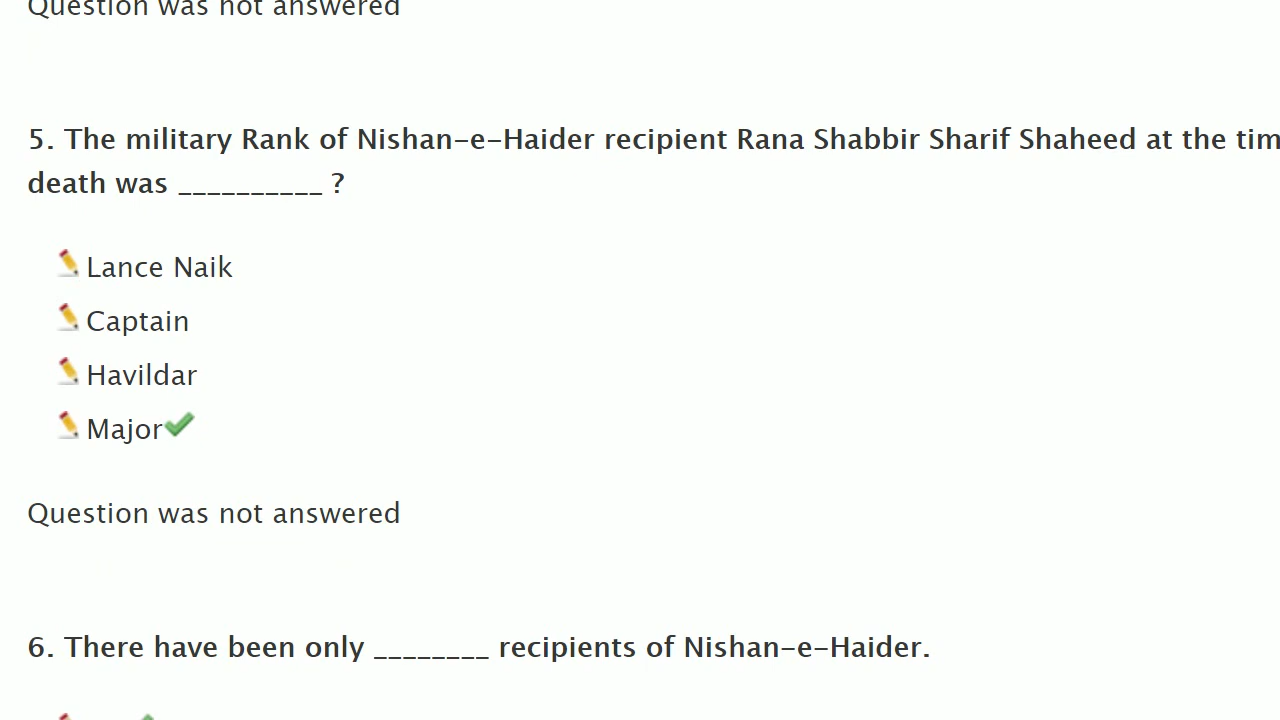 Question was not answered
5. The military Rank of Nishan-e-Haider recipient Rana Shabbir Sharif Shaheed at the tim
death was __________ ?
Lance Naik
Captain
Havildar
Major
Question was not answered
6. There have been only ________ recipients of Nishan-e-Haider.